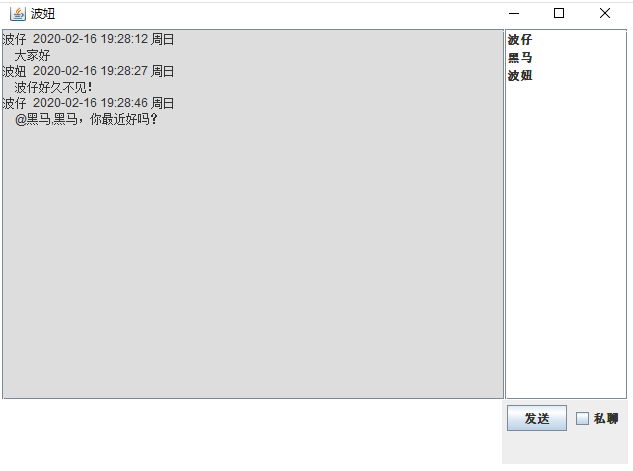 波妞
波仔 2020-02-16 19:28:12 周日
大家好
波妞 2020-02-16 19:28:27 周日
波仔好久不见!
波仔 2020-02-16 19:28:46 周日
@黑马,黑马，你最近好吗?
波仔
黑马
波妞
发送
私聊